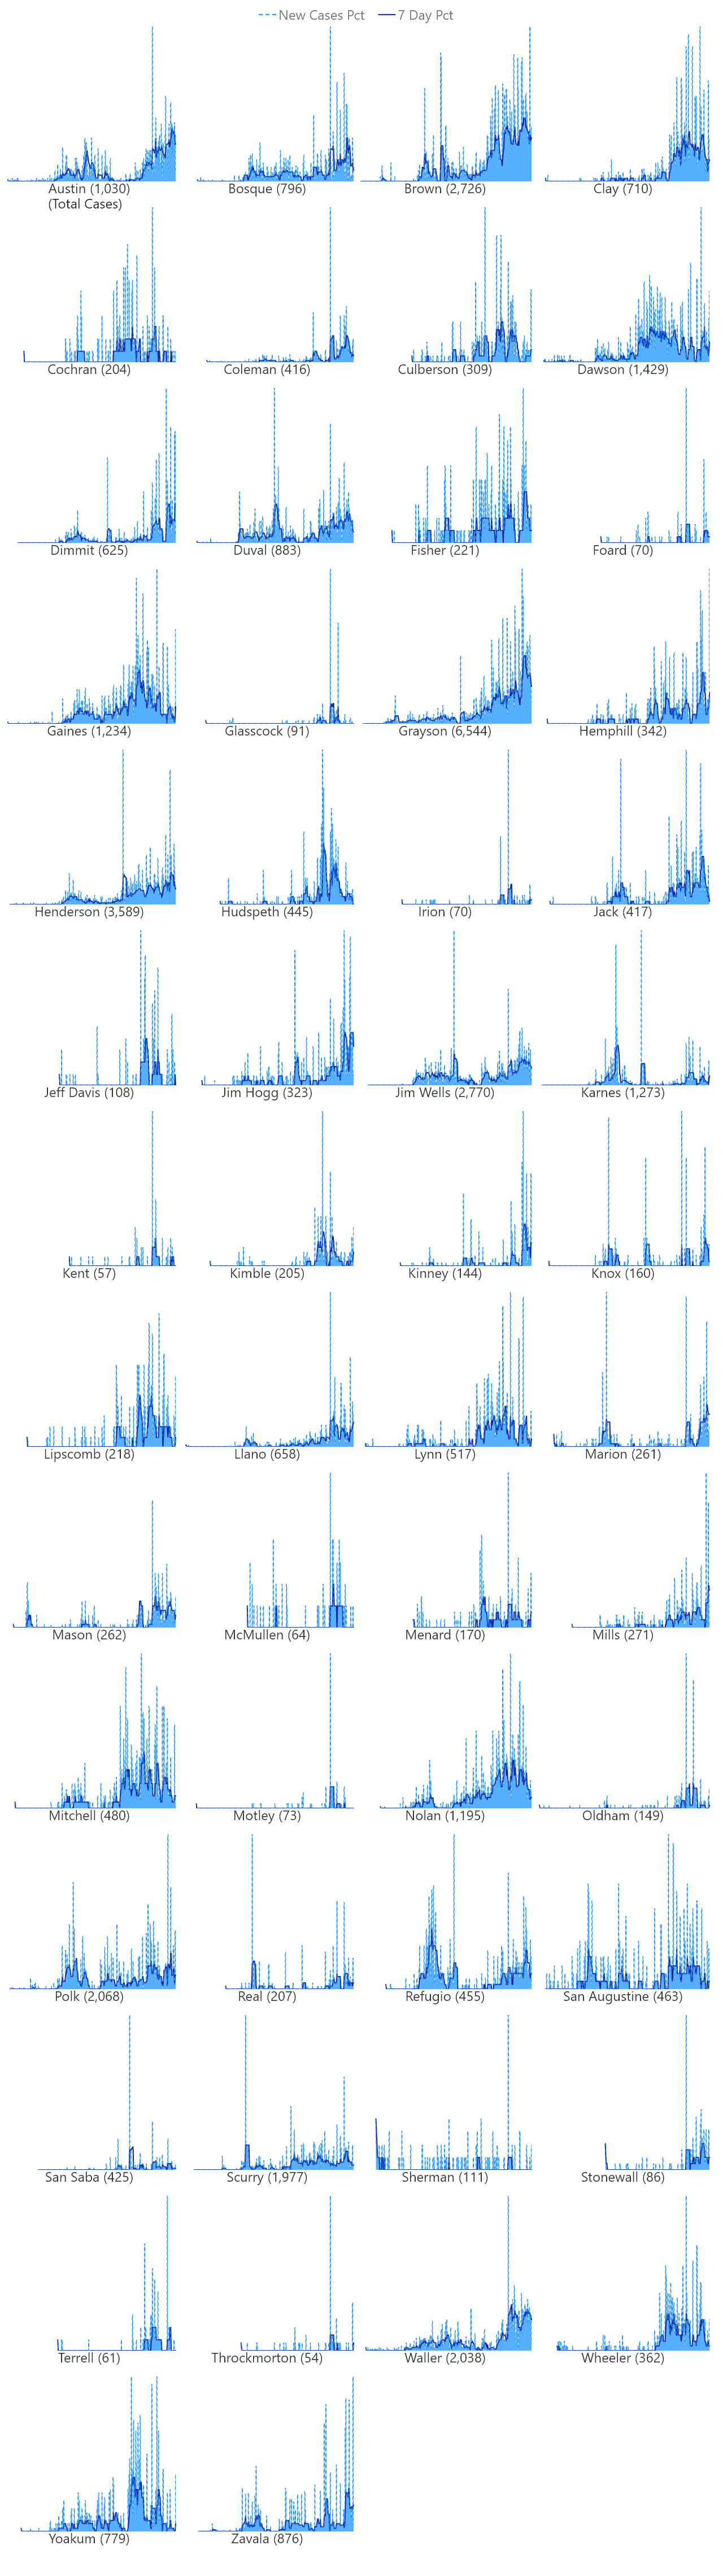 New Cases Pct 7 Day Pct
Austin (1,030) Bosque (796) Brown (2,726) Clay (710)
(Total Cases)
Cochran (204) Coleman (416) Culberson (309) Dawson (1,429)
Dimmit (625) Duval (883) Fisher (221) Foard (70)
Gaines (1,234) Glasscock (91) Grayson (6,544) Hemphill (342)
Henderson (3,589) Hudspeth (445) Irion (70) Jack (417)
Jeff Davis (108) Jim Hogg (323) Jim Wells (2,770) Karnes (1,273)
Kent (57) Kimble (205) Kinney (144) Knox (160)
Lipscomb (218) Llano (658) Lynn (517) Marion (261)
Mason (262) McMullen (64) Menard (170) Mills (271)
Mitchell (480) Motley (73) Nolan (1,195) Oldham (149)
Polk (2,068) Real (207) Refugio (455) San Augustine (463)
San Saba (425) Scurry (1,977) Sherman (111) Stonewall (86)
Terrell (61) Throckmorton (54) Waller (2,038) Wheeler (362)
Yoakum (779) Zavala (876)